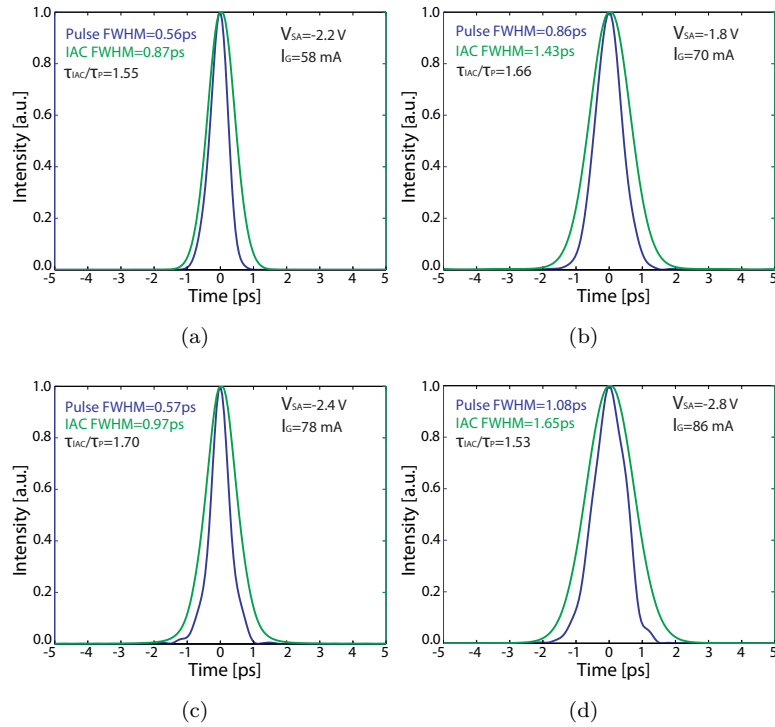 Pulse FWHM=0.56ps
IAC FWHM=0.87ps
τIAC/τP=1.55
VSA=-2.2 V
IG=58 mA
Intensity [a.u.]
1.0
0.8
0.6
0.4
0.2
0.0
-5 -4 -3 -2 -1 0 1 2 3 4 5
Time [ps]
(a)
Pulse FWHM=0.86ps
IAC FWHM=1.43ps
τIAC/τP=1.66
VSA=-1.8 V
IG=70 mA
Intensity [a.u.]
1.0
0.8
0.6
0.4
0.2
0.0
-5 -4 -3 -2 -1 0 1 2 3 4 5
Time [ps]
(b)
Pulse FWHM=0.57ps
IAC FWHM=0.97ps
τIAC/τP=1.70
VSA=-2.4 V
IG=78 mA
Intensity [a.u.]
1.0
0.8
0.6
0.4
0.2
0.0
-5 -4 -3 -2 -1 0 1 2 3 4 5
Time [ps]
(c)
Pulse FWHM=1.08ps
IAC FWHM=1.65ps
τIAC/τP=1.53
VSA=-2.8 V
IG=86 mA
Intensity [a.u.]
1.0
0.8
0.6
0.4
0.2
0.0
-5 -4 -3 -2 -1 0 1 2 3 4 5
Time [ps]
(d)